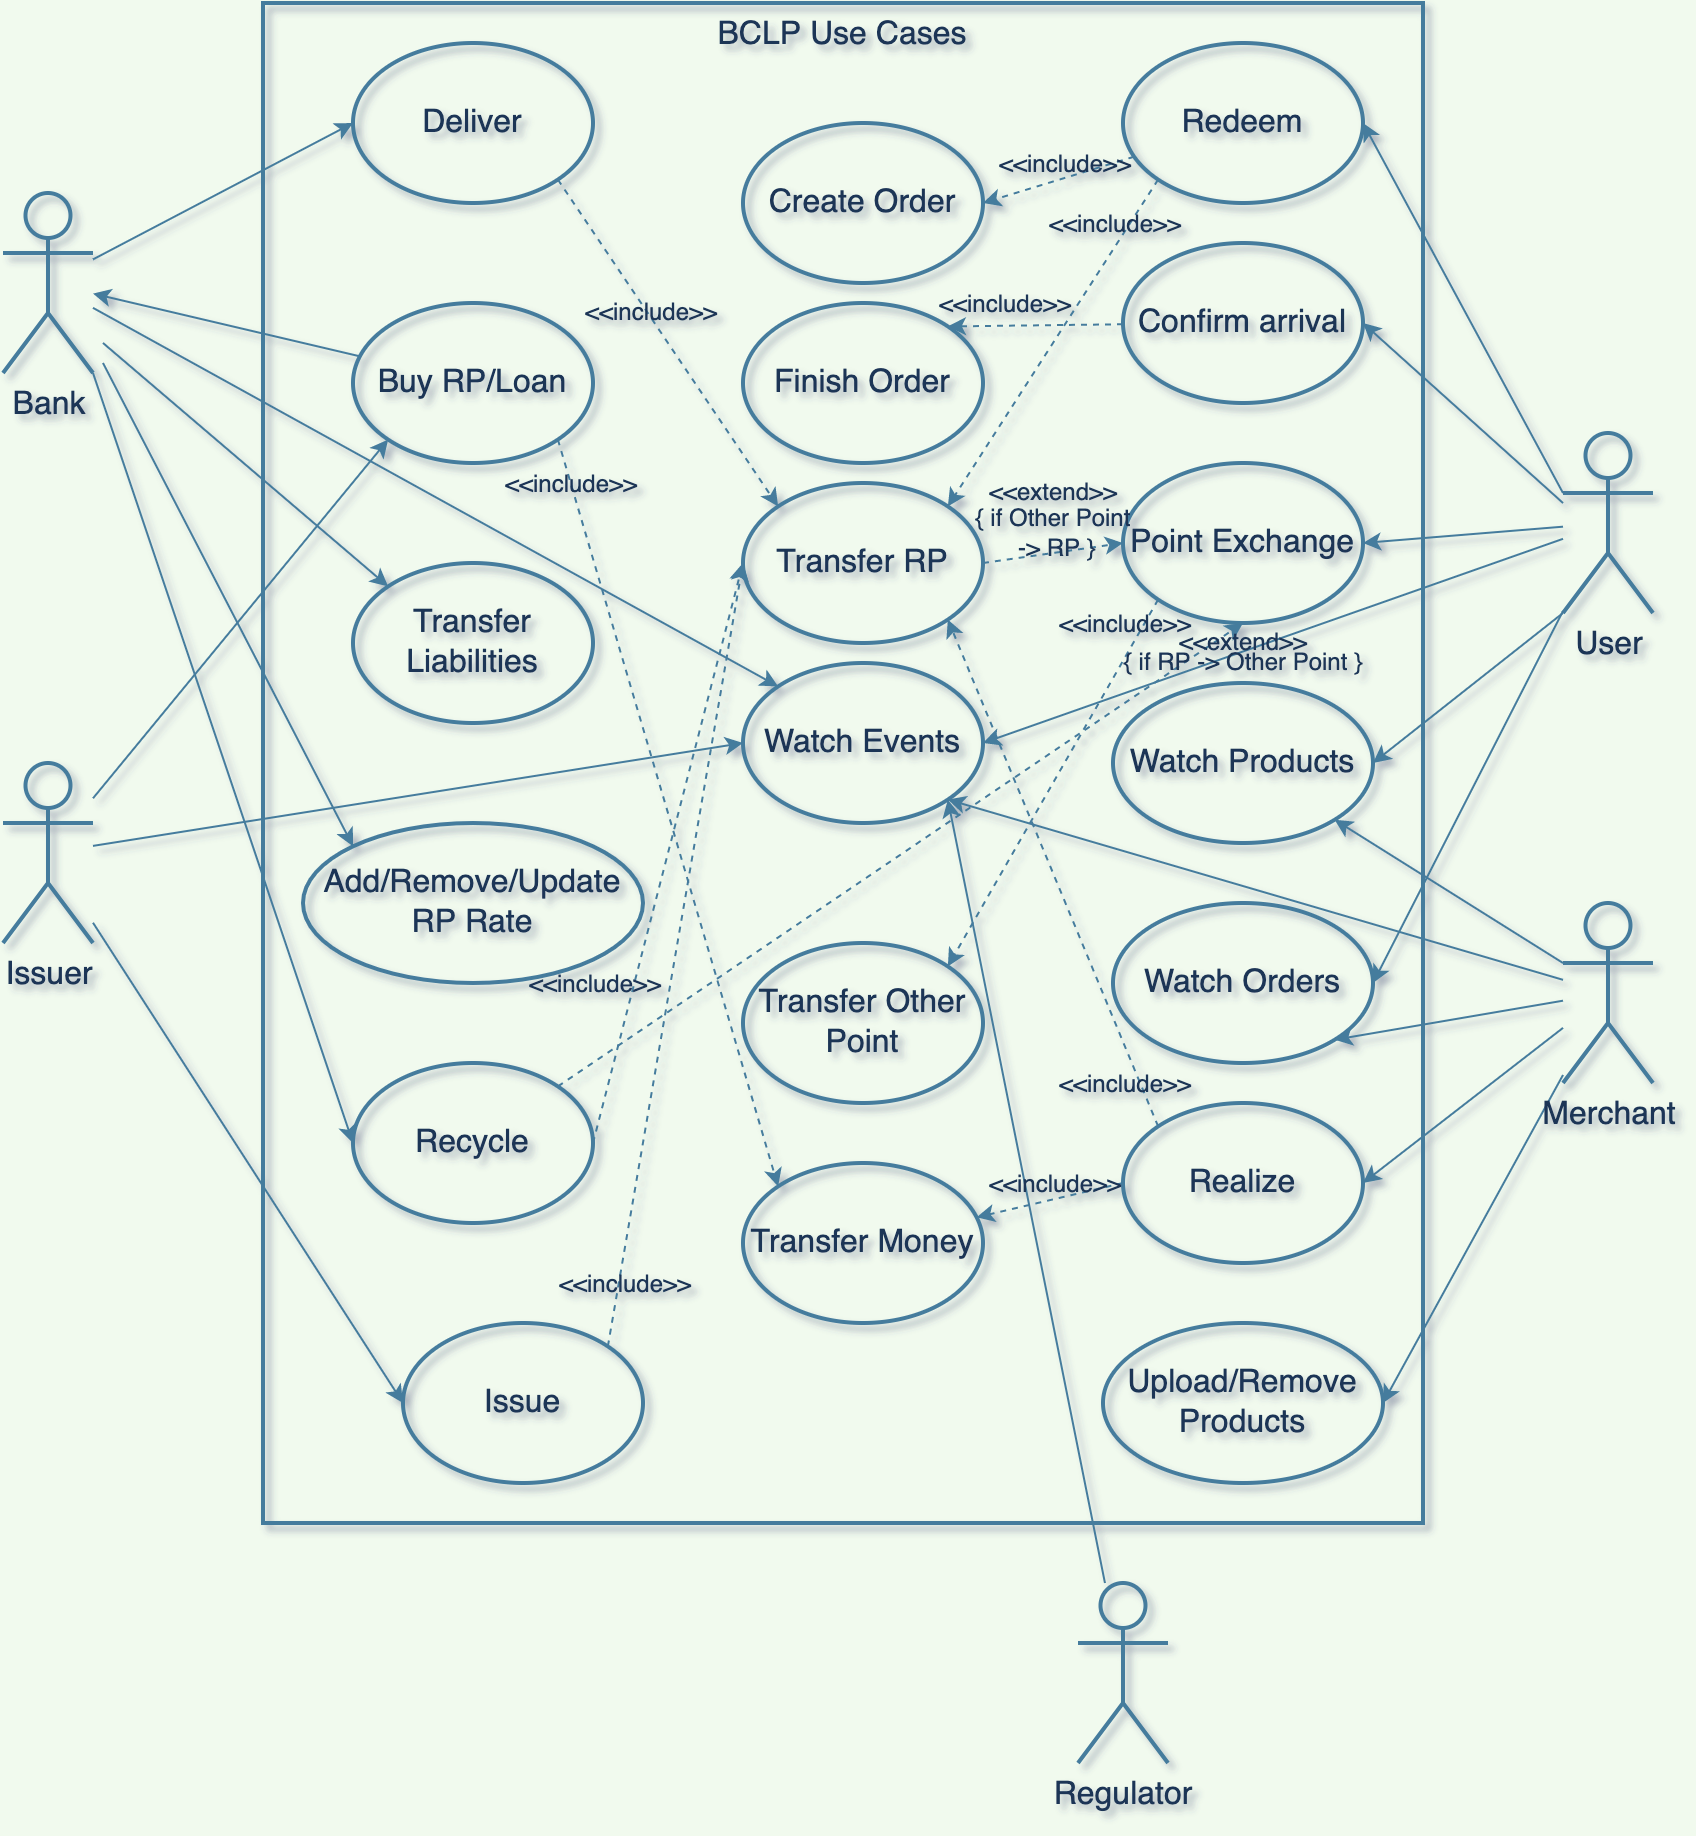 BCLP Use Cases
Deliver
Redeem
<<include>>
Create Order
<<include>>
<<include>>
<<include>>
Confirm arrival
Finish Order
Buy RP/Loan
Bank
<<include>>
<<extend>>
{ if Other Point
-> RP }
Point Exchange
Transfer RP
Transfer
Liabilities
<<include>>
<<extend>>
{ if RP -> Other Point }
User
Watch Events
Watch Products
Add/Remove/Update
RP Rate
Issuer
<<include>>
Watch Orders
Transfer Other
Point
<<include>>
Merchant
Recycle
<<include>>
Realize
Transfer Money
<<include>>
Issue
Upload/Remove
Products
Regulator